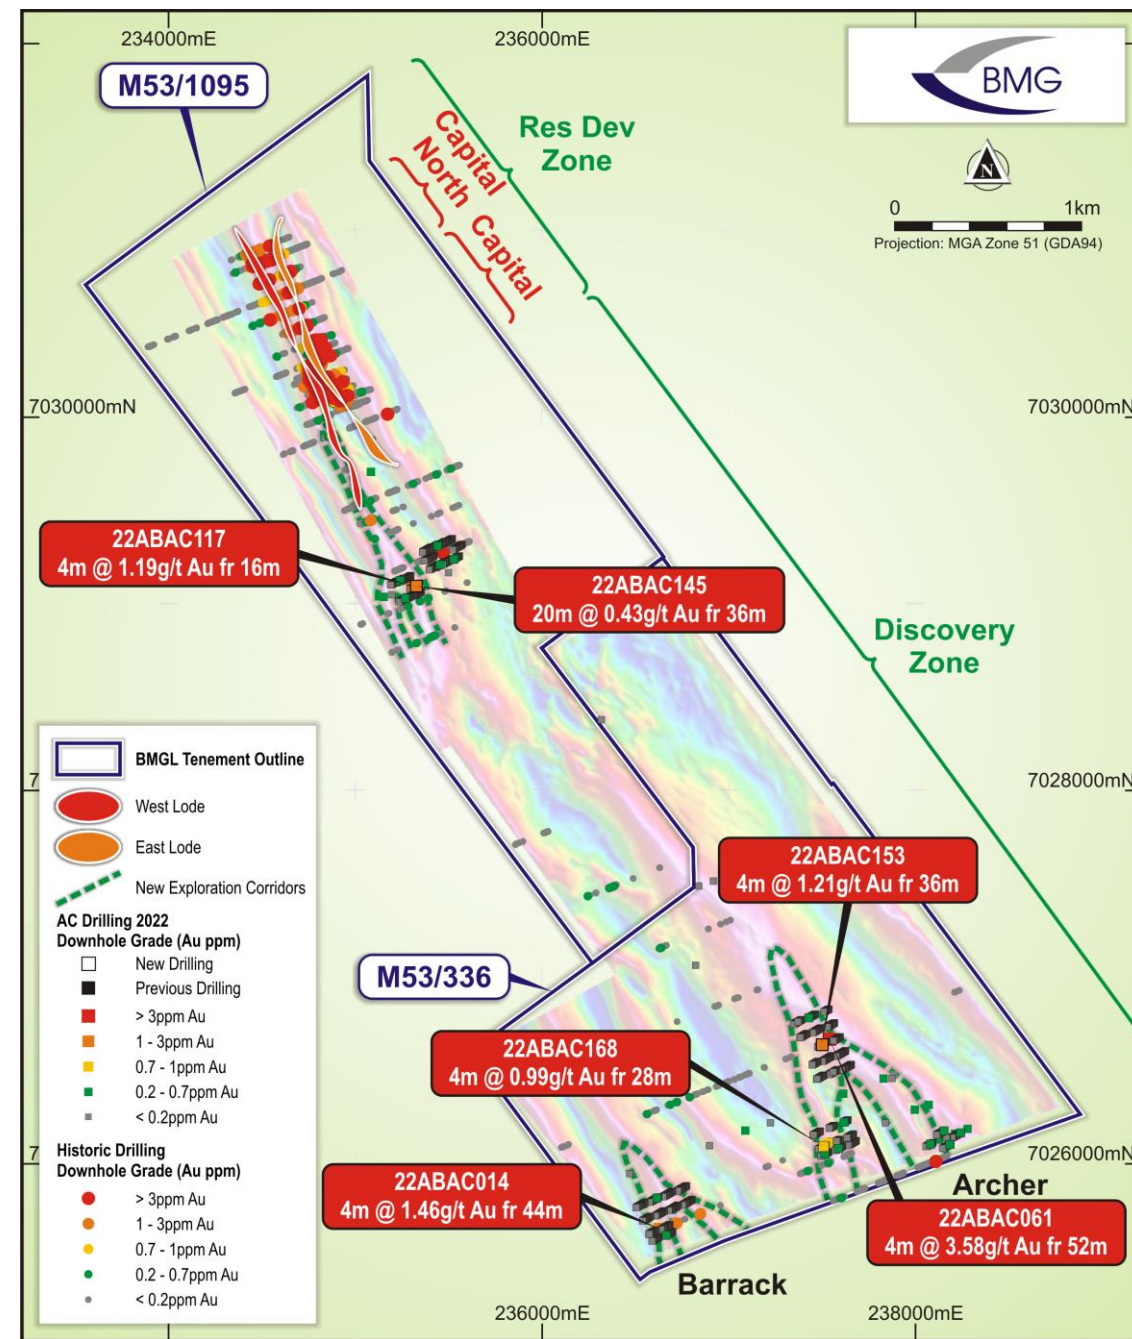 234000mE
236000mE
M53/1095
BMG
Capital
North
Capital
Res Dev
Zone
N
0
1km
Projection: MGA Zone 51 (GDA94)
7030000mN
7030000mN
22ABAC117
4m @ 1.19g/t Au fr 16m
22ABAC145
20m @ 0.43g/t Au fr 36m
Discovery
Zone
7
7028000mN
BMGL Tenement Outline
West Lode
East Lode
New Exploration Corridors
AC Drilling 2022
Downhole Grade (Au ppm)
New Drilling
Previous Drilling
> 3ppm Au
1 - 3ppm Au
0.7 - 1ppm Au
0.2 - 0.7ppm Au
< 0.2ppm Au
Historic Drilling
Downhole Grade (Au ppm)
> 3ppm Au
1 - 3ppm Au
0.7 - 1ppm Au
0.2 - 0.7ppm Au
< 0.2ppm Au
22ABAC153
4m @ 1.21g/t Au fr 36m
M53/336
22ABAC168
4m @ 0.99g/t Au fr 28m
7
7026000mN
22ABAC014
4m @ 1.46g/t Au fr 44m
Archer
22ABAC061
4m @ 3.58g/t Au fr 52m
Barrack
236000mE
238000mE